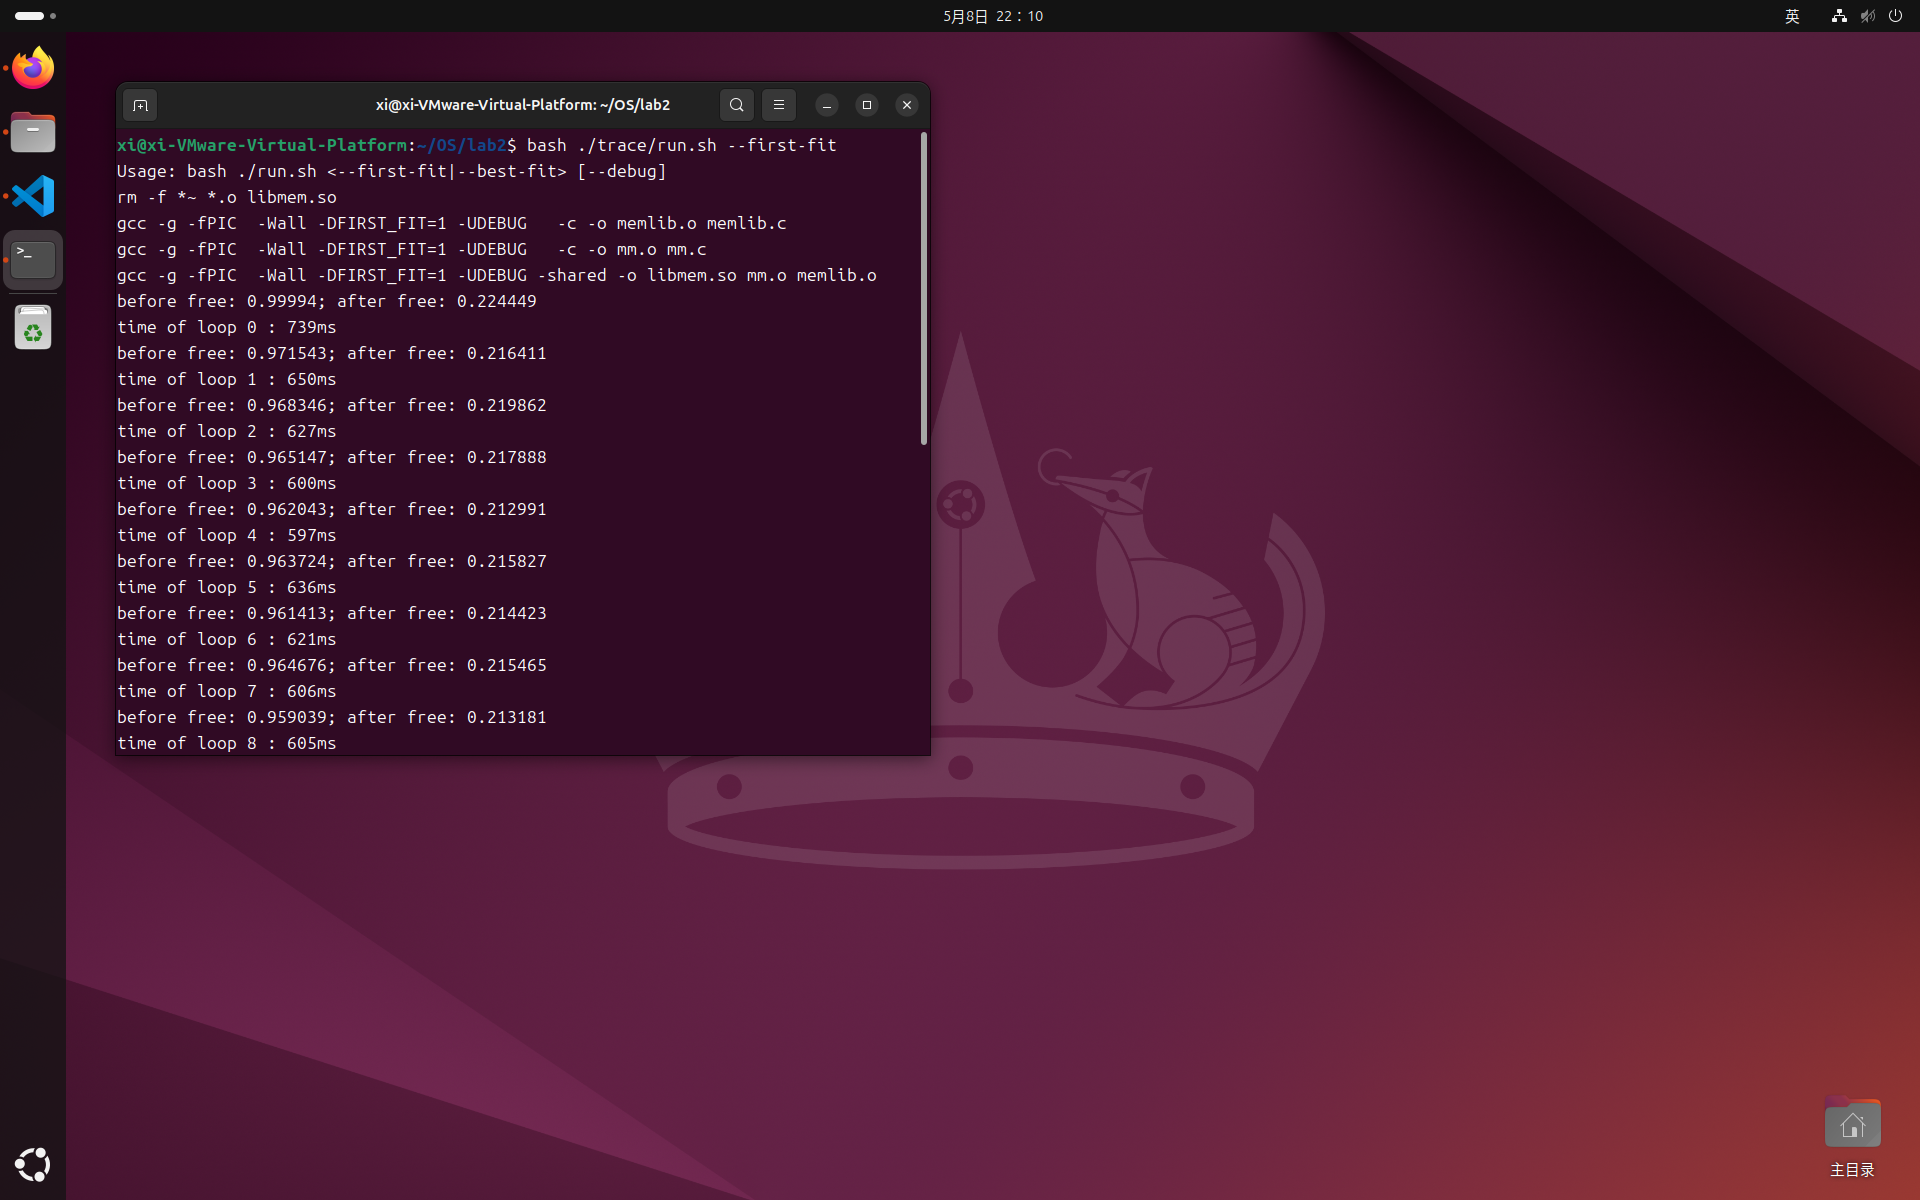 5月8日 22：10
英
xi@xi-VMware-Virtual-Platform: ~/OS/lab2
xi@xi-VMware-Virtual-Platform:~/OS/lab2$ bash ./trace/run.sh --first-fit
Usage: bash ./run.sh <--first-fit|--best-fit> [--debug]
rm -f *~ *.o libmem.so
gcc -g -fPIC  -Wall -DFIRST_FIT=1 -UDEBUG   -c -o memlib.o memlib.c
gcc -g -fPIC  -Wall -DFIRST_FIT=1 -UDEBUG   -c -o mm.o mm.c
gcc -g -fPIC  -Wall -DFIRST_FIT=1 -UDEBUG -shared -o libmem.so mm.o memlib.o
before free: 0.99994; after free: 0.224449
time of loop 0 : 739ms
before free: 0.971543; after free: 0.216411
time of loop 1 : 650ms
before free: 0.968346; after free: 0.219862
time of loop 2 : 627ms
before free: 0.965147; after free: 0.217888
time of loop 3 : 600ms
before free: 0.962043; after free: 0.212991
time of loop 4 : 597ms
before free: 0.963724; after free: 0.215827
time of loop 5 : 636ms
before free: 0.961413; after free: 0.214423
time of loop 6 : 621ms
before free: 0.964676; after free: 0.215465
time of loop 7 : 606ms
before free: 0.959039; after free: 0.213181
time of loop 8 : 605ms
主目录